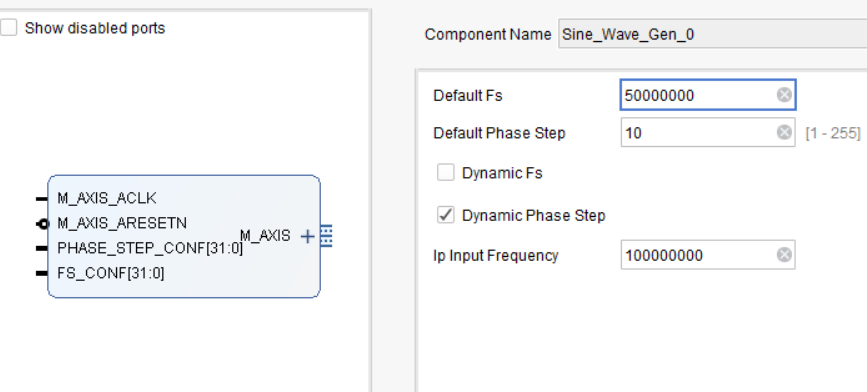 Show disabled ports
M_AXIS_ACLK
M_AXIS_ARESETN
M_AXIS
PHASE_STEP_CONF[31:0]
FS_CONF[31:0]
Component Name Sine_Wave_Gen_0
Default Fs 50000000
Default Phase Step 10 [1 - 255]
Dynamic Fs
Dynamic Phase Step
Ip Input Frequency 100000000